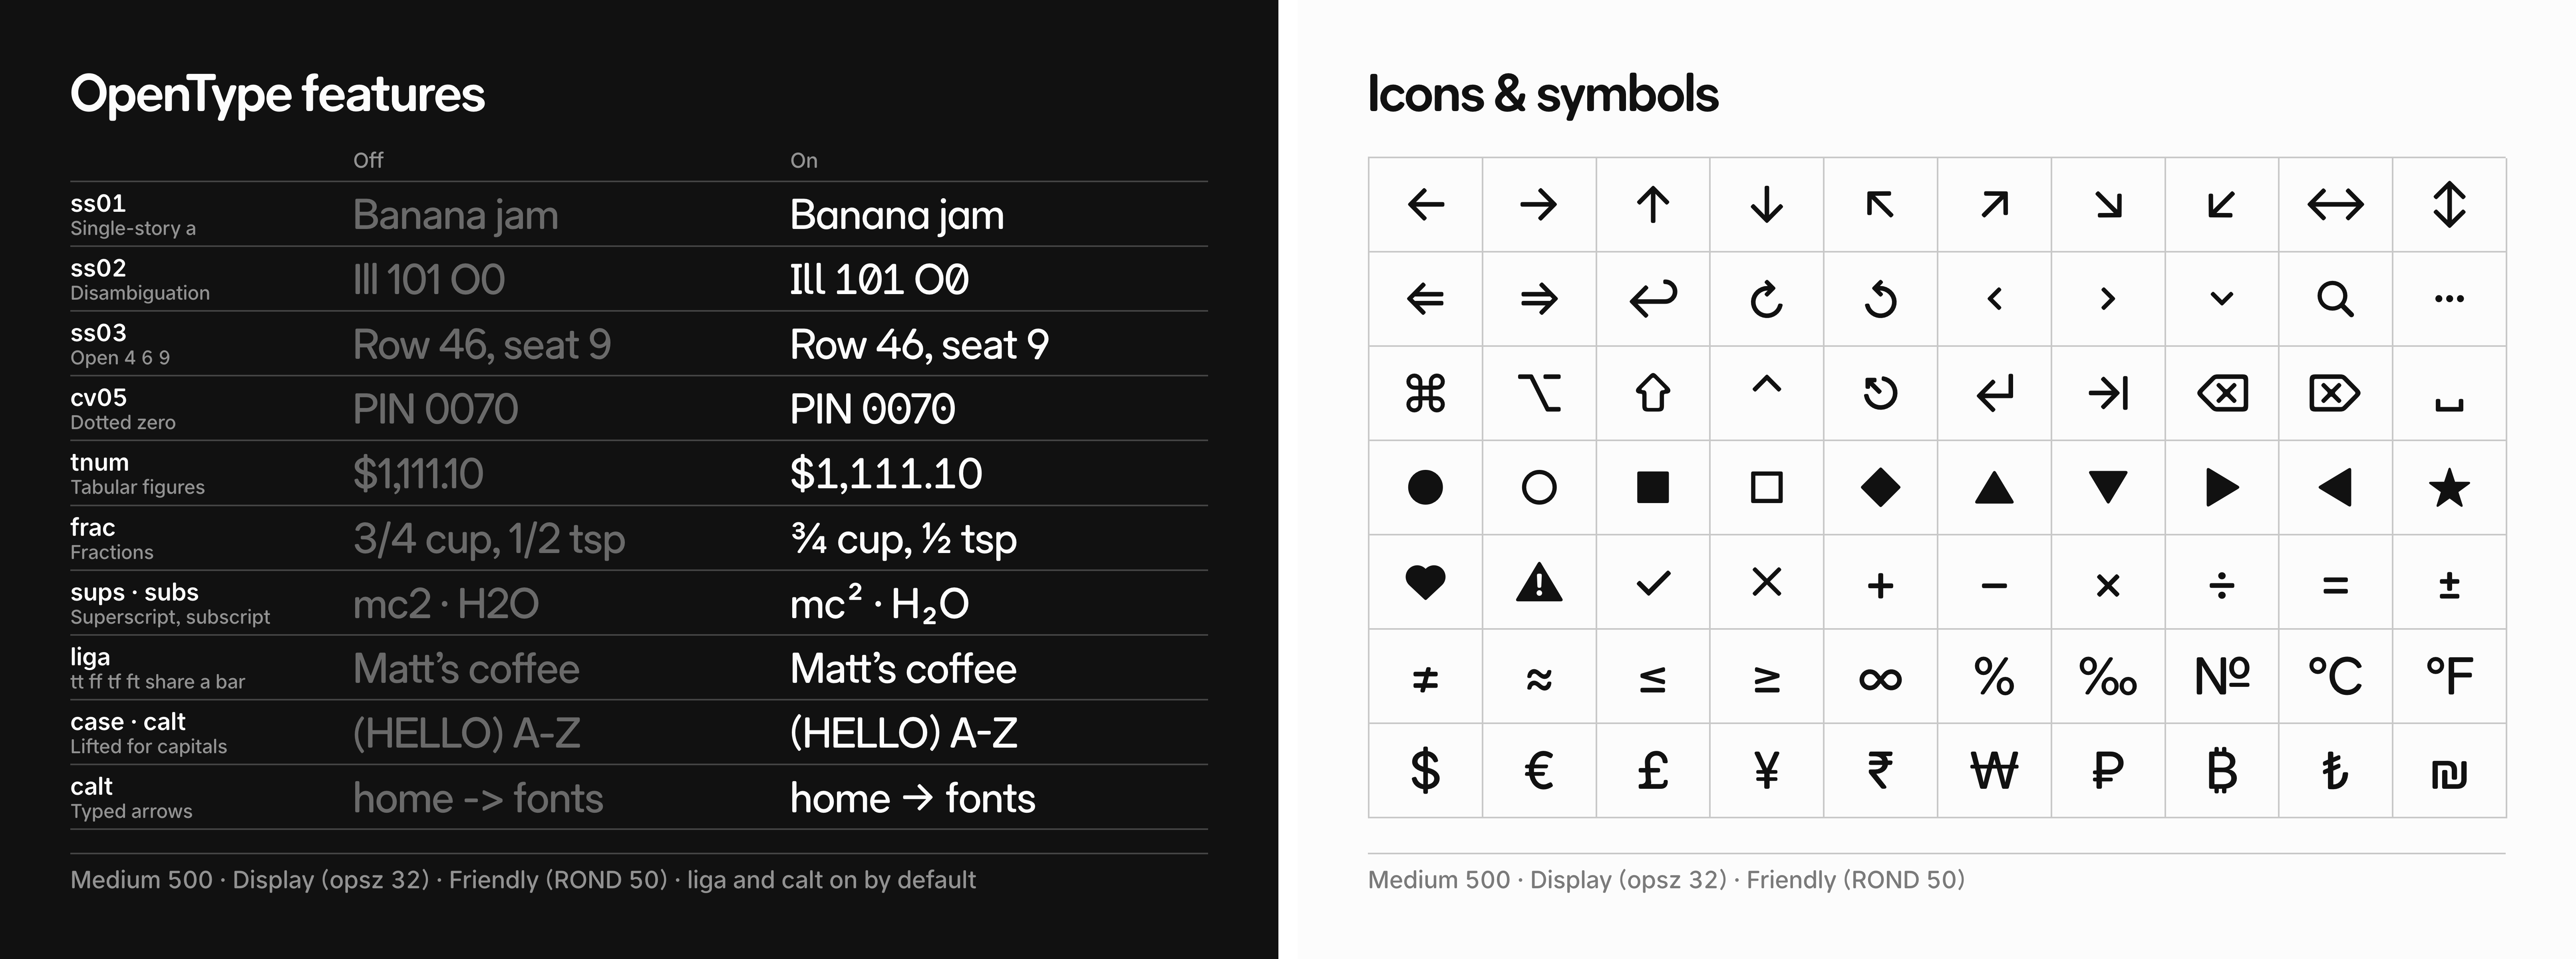 OpenType features
Off On
ss01 Banana jam Banana jam
Single-story a
ss02 Ill 101 O0 Ill 101 O0
Disambiguation
ss03 Row 46, seat 9 Row 46, seat 9
Open 4 6 9
cv05 PIN 0070 PIN 0070
Dotted zero
tnum $1,111.10 $1,111.10
Tabular figures
frac 3/4 cup, 1/2 tsp ¾ cup, ½ tsp
Fractions
sups · subs mc2 · H2O mc² · H₂O
Superscript, subscript
liga Matt’s coffee Matt’s coffee
tt ff tf ft share a bar
case · calt (HELLO) A-Z (HELLO) A-Z
Lifted for capitals
calt home -> fonts home → fonts
Typed arrows
Medium 500 · Display (opsz 32) · Friendly (ROND 50) · liga and calt on by default
Icons & symbols
← → ↑ ↓ ↖ ↗ ↘ ↙ ↔ ↕
⇐ ⇒ ↩ ↻ ↺ ‹ › ⌄ ⌕ …
⌘ ⌥ ⇧ ⌃ ⎋ ↵ ⇥ ⌫ ⌦ ␣
● ○ ■ □ ◆ ▲ ▼ ▶ ◀ ★
♥ ⚠ ✓ ✕ + − × ÷ = ±
≠ ≈ ≤ ≥ ∞ % ‰ № °C °F
$ € £ ¥ ₹ ₩ ₽ ₿ ₺ ₪
Medium 500 · Display (opsz 32) · Friendly (ROND 50)